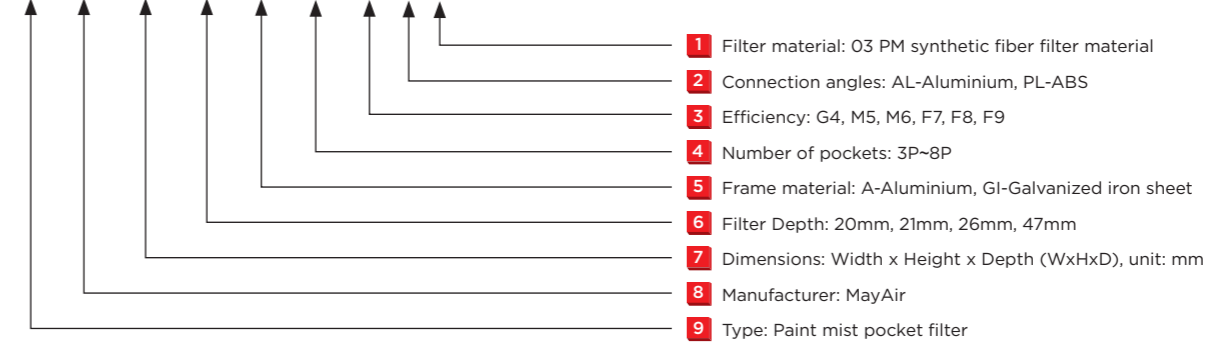 1 Filter material: 03 PM synthetic fiber filter material
2 Connection angles: AL-Aluminium, PL-ABS
3 Efficiency: G4, M5, M6, F7, F8, F9
4 Number of pockets: 3P~8P
5 Frame material: A-Aluminium, GI-Galvanized iron sheet
6 Filter Depth: 20mm, 21mm, 26mm, 47mm
7 Dimensions: Width x Height x Depth (WxHxD), unit: mm
8 Manufacturer: MayAir
9 Type: Paint mist pocket filter